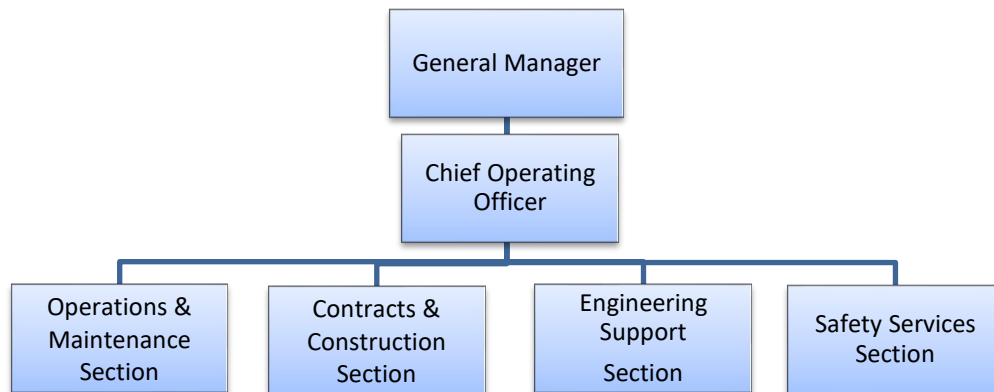 General Manager
Chief Operating
Officer
Operations &
Maintenance
Section
Contracts &
Construction
Section
Engineering
Support
Section
Safety Services
Section